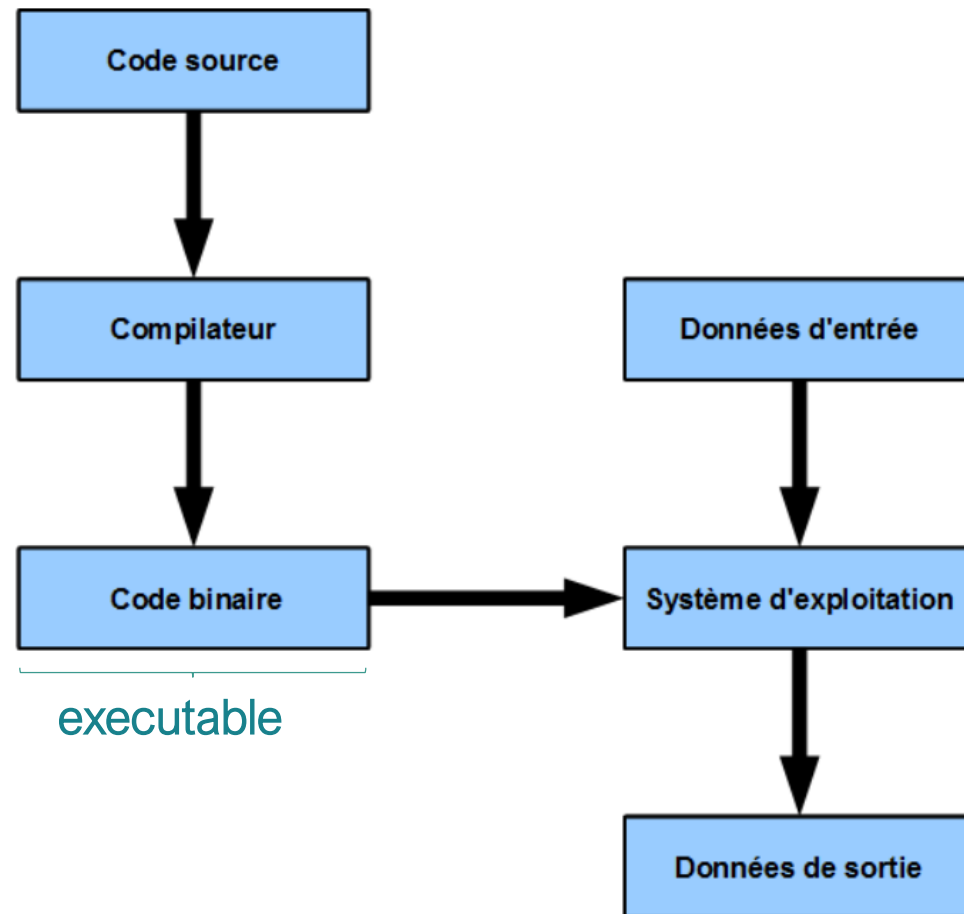 Code source
Compilateur
Données d'entrée
Code binaire
Système d'exploitation
executable
Données de sortie